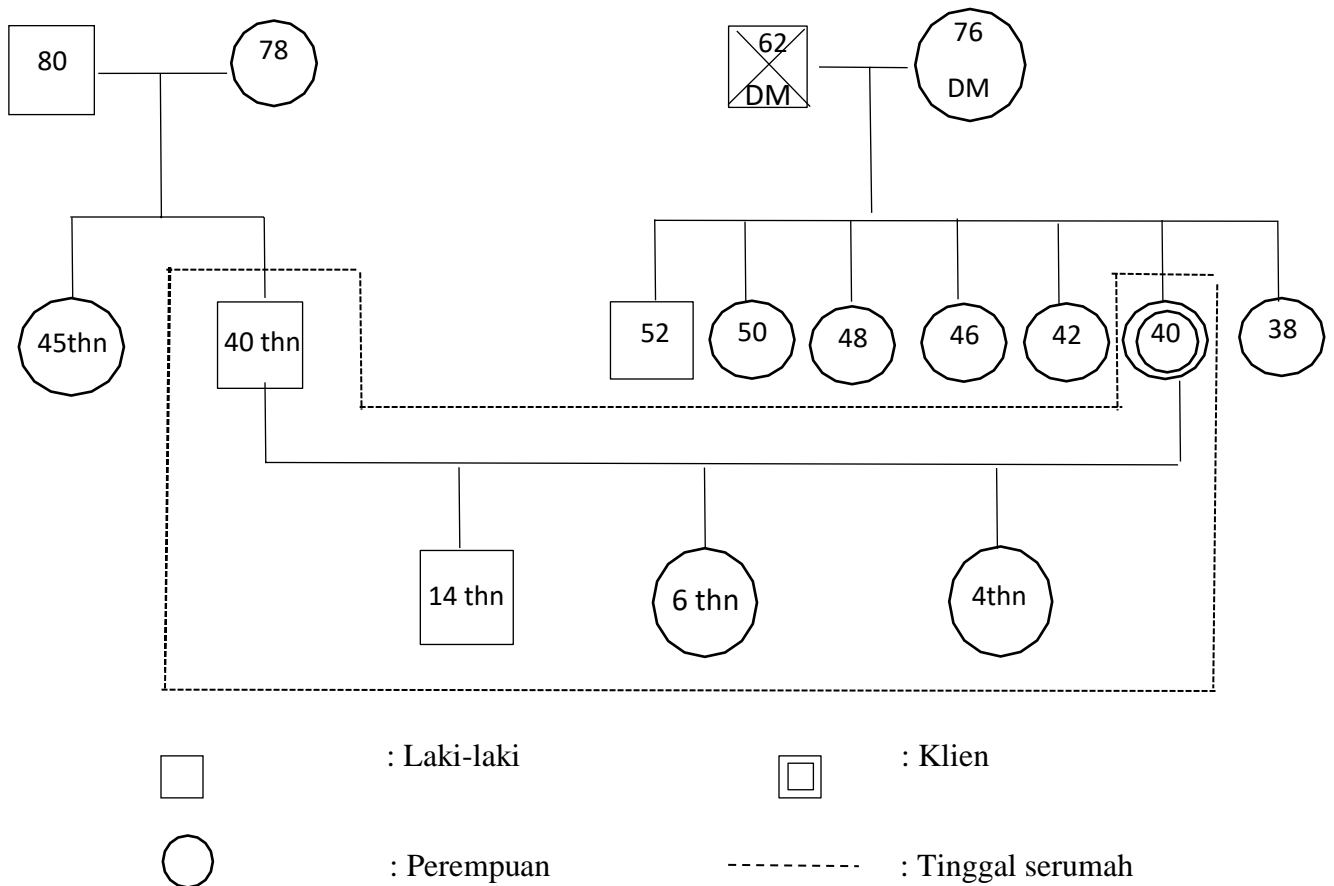 80 78 62 76
DM DM
45thn 40 thn 52 50 48 46 42 40 38
14 thn 6 thn 4thn
: Laki-laki : Klien
: Perempuan : Tinggal serumah